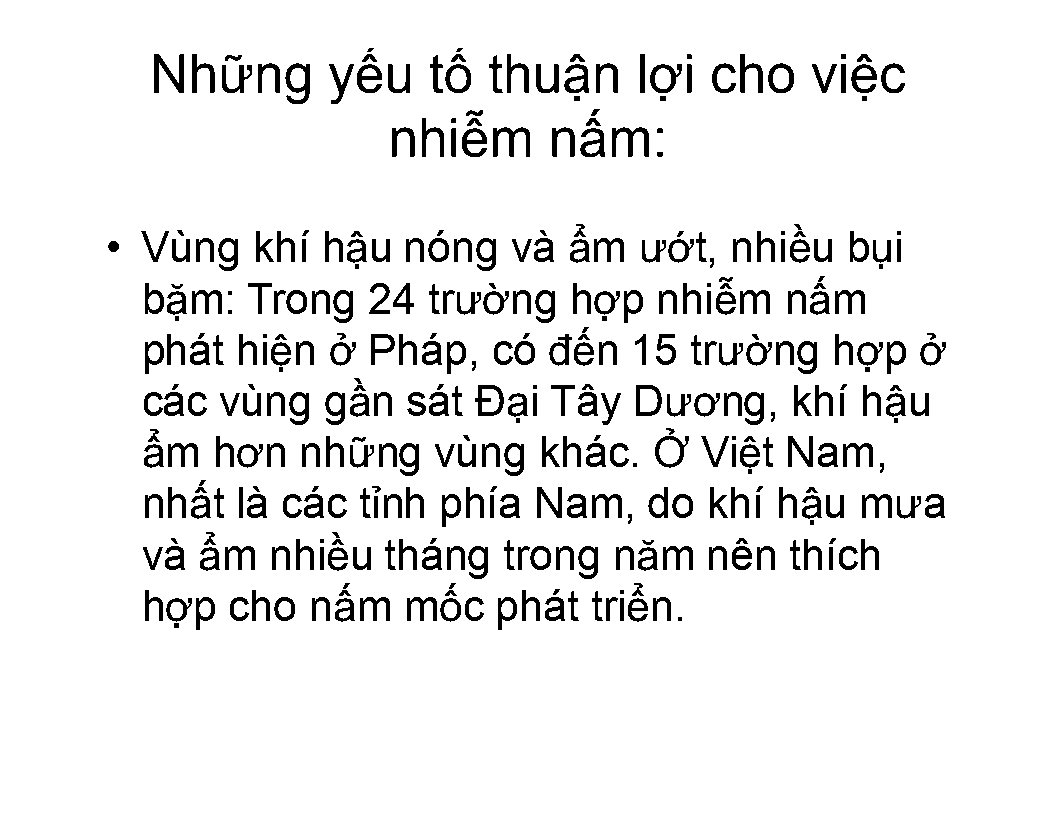 Những yếu tố thuận lợi cho việc
nhiễm nấm:
• Vùng khí hậu nóng và ẩm ướt, nhiều bụi
bặm: Trong 24 trường hợp nhiễm nấm
phát hiện ở Pháp, có đến 15 trường hợp ở
các vùng gần sát Đại Tây Dương, khí hậu
ẩm hơn những vùng khác. Ở Việt Nam,
nhất là các tỉnh phía Nam, do khí hậu mưa
và ẩm nhiều tháng trong năm nên thích
hợp cho nấm mốc phát triển.